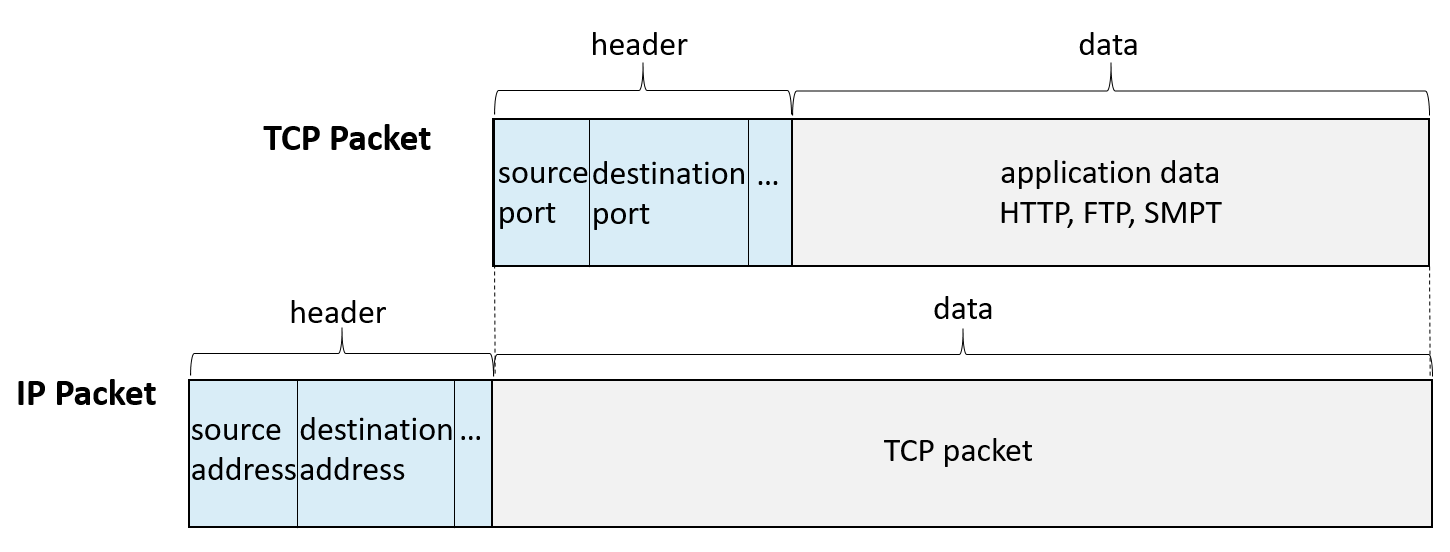 header
data
TCP Packet
source
port
destination
port
...
application data
HTTP, FTP, SMPT
header
data
IP Packet
source
address
destination
address
...
TCP packet